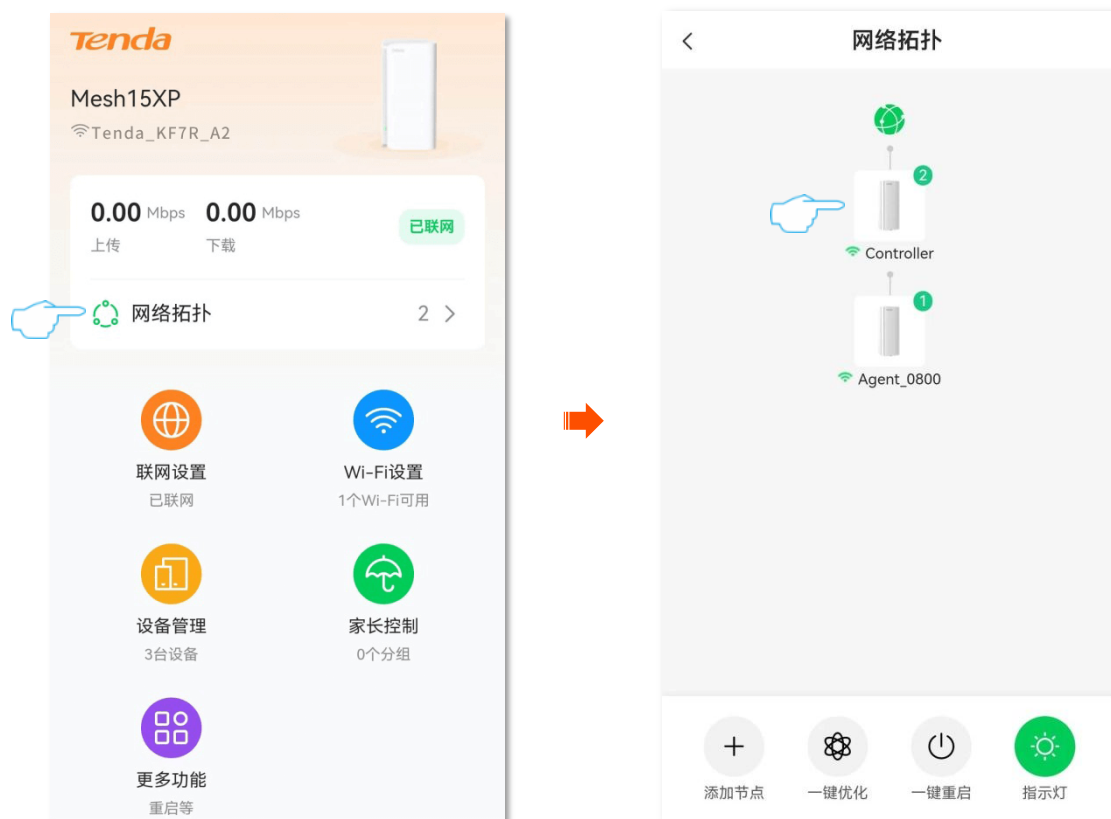 Tenda
Mesh15XP
Tenda_KF7R_A2
0.00 Mbps 0.00 Mbps
上传 下载
已联网
网络拓扑 2
联网设置 Wi-Fi设置
已联网 1个Wi-Fi可用
设备管理 家长控制
3台设备 0个分组
更多功能
重启等
网络拓扑
2
Controller
1
Agent_0800
添加节点 一键优化 一键重启 指示灯